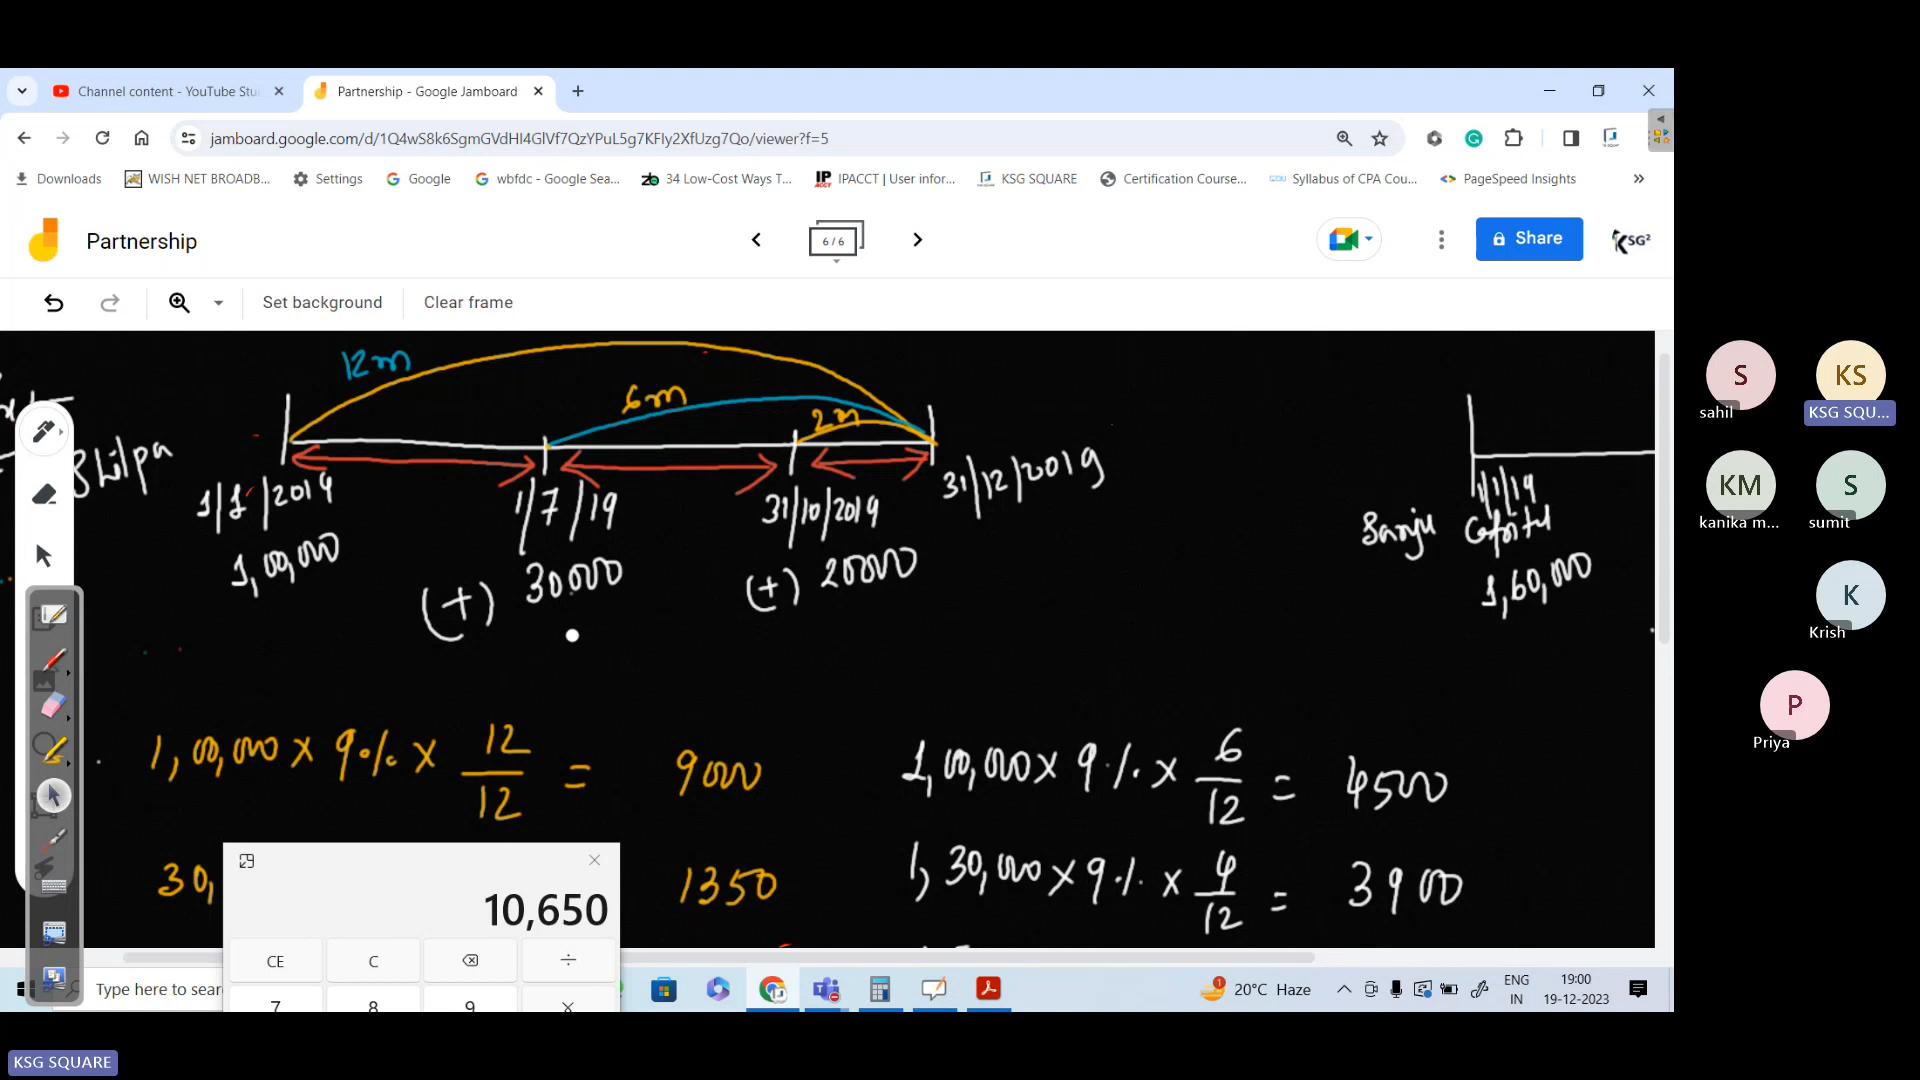 Channel content - YouTube Stu
Partnership - Google Jamboard
jamboard.google.com/d/1Q4wS8k6SgmGVdHI4GlVf7QzYPuL5g7KFIy2XfUzg7Qo/viewer?f=5
Downloads WISH NET BROADB... Settings Google wbfdc - Google Sea... 34 Low-Cost Ways T... IPACCT | User infor... KSG SQUARE Certification Course... Syllabus of CPA Cou... PageSpeed Insights »
Partnership
6 / 6
Share
KSG²
Set background Clear frame
12m
6m
2m
Shilpa
1/1/2019 1/7/19 31/10/2019 31/12/2019
1,00,000 (+) 30000 (+) 20000
1/1/19
Sanju Capital
1,60,000
1,00,000 x 9% x 12/12 = 9000
1,00,000 x 9% x 6/12 = 4500
30, 1350
1,30,000 x 9% x 4/12 = 3900
10,650
CE C ÷
7 8 9 ×
Type here to sear
20°C Haze
ENG
IN
19:00
19-12-2023
S
sahil
KS
KSG SQU...
KM
kanika m...
S
sumit
K
Krish
P
Priya
KSG SQUARE